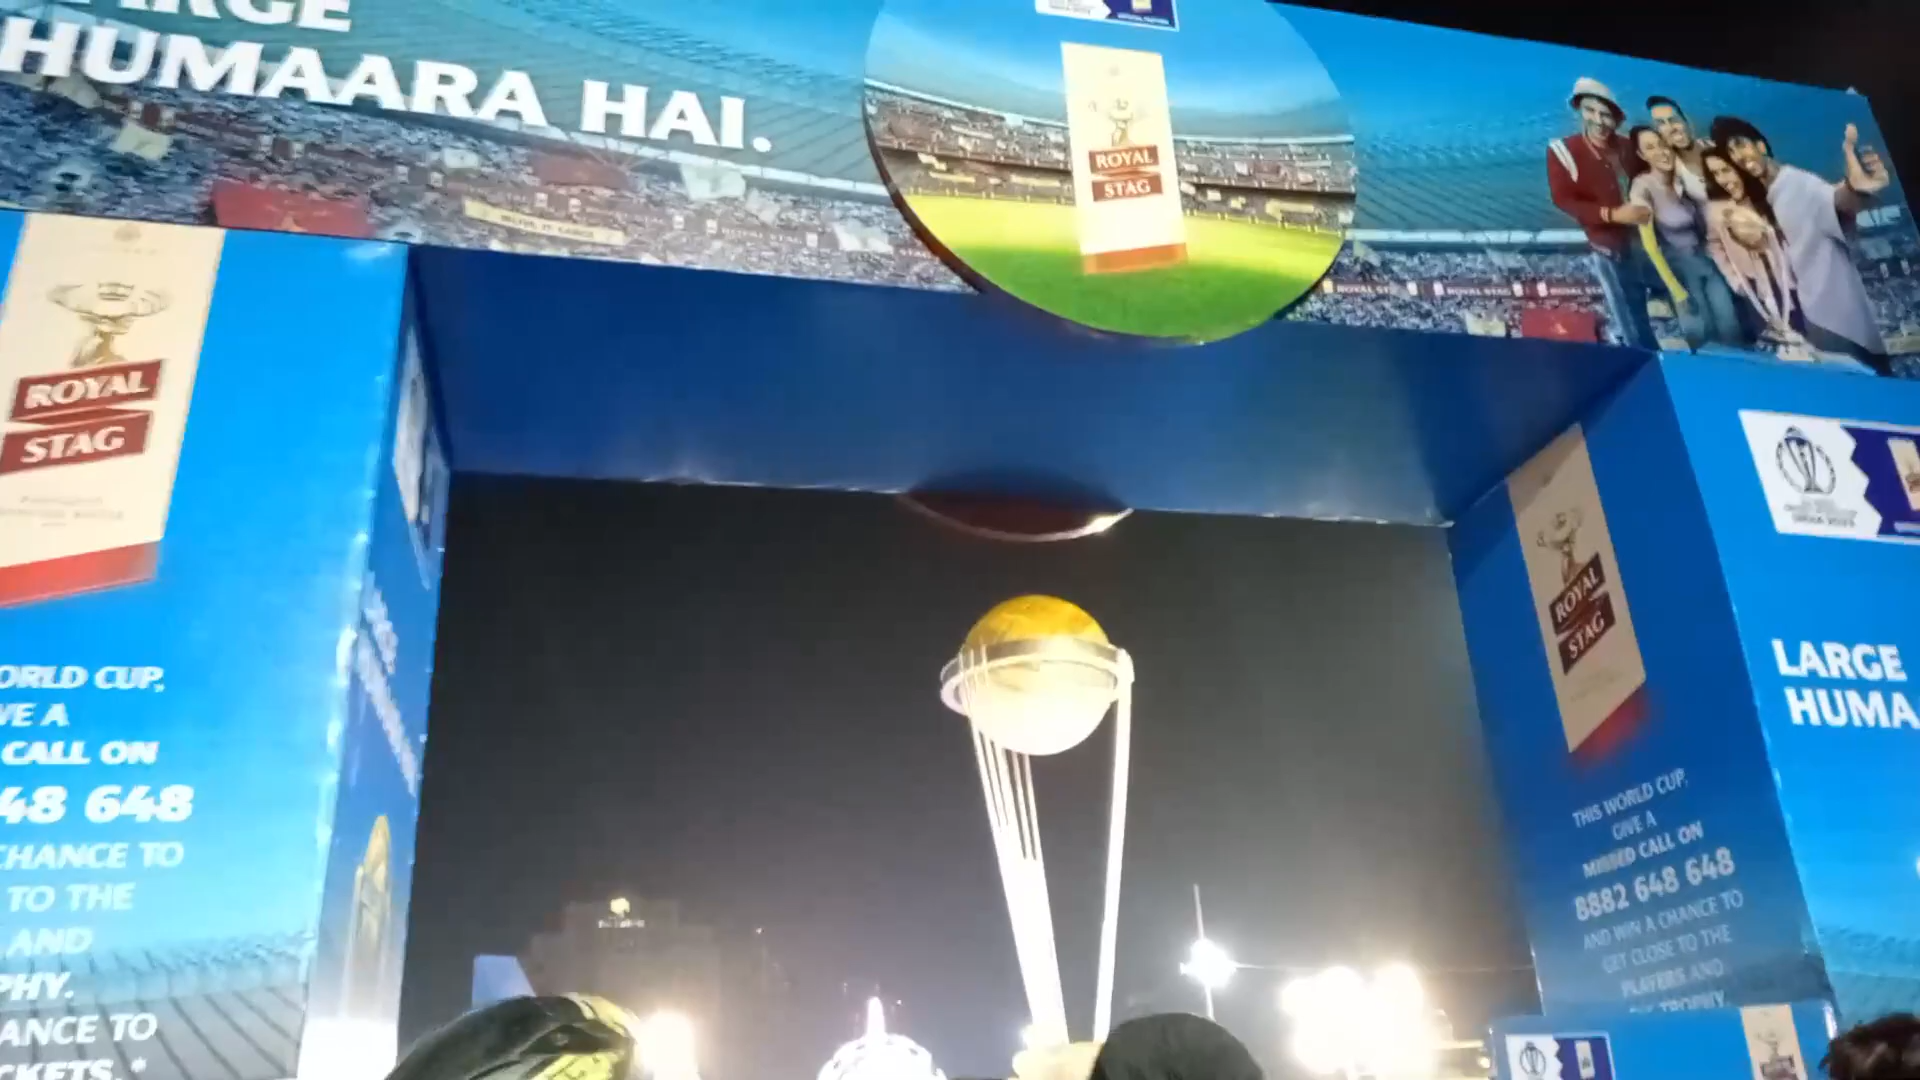 HUMAARA HAI.
ROYAL
STAG
ROYAL
STAG
ORLD CUP,
VE A
CALL ON
48 648
CHANCE TO
TO THE
AND
PHY.
ANCE TO
CKETS.*
ROYAL
STAG
THIS WORLD CUP,
GIVE A
MISSED CALL ON
8882 648 648
AND WIN A CHANCE TO
GET CLOSE TO THE
PLAYERS AND
TROPHY.
LARGE
HUMA